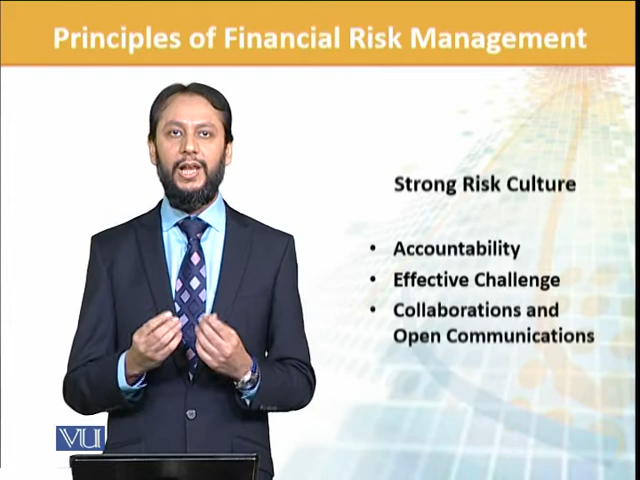 Principles of Financial Risk Management
Strong Risk Culture
• Accountability
• Effective Challenge
• Collaborations and
Open Communications
VU